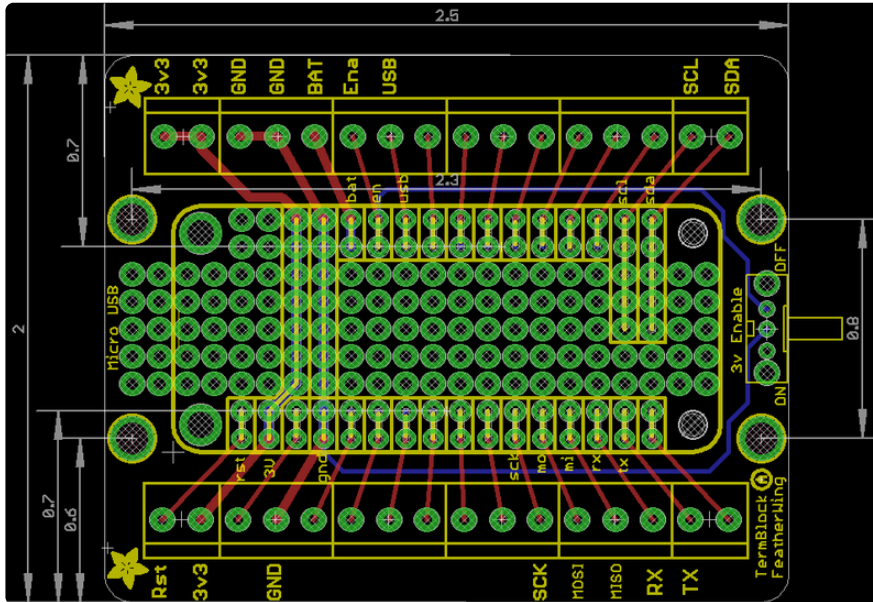 2.5
3v3 3v3 GND GND BAT Ena USB SCL SDA
0.7
2.3
bat en usb scl sda
OFF
2
Micro USB
3v Enable
0.8
ON
rst 3V gnd sck mo mi rx tx
0.7
0.6
TermBlock A
FeatherWing
Rst 3v3 GND SCK MOSI MISO RX TX